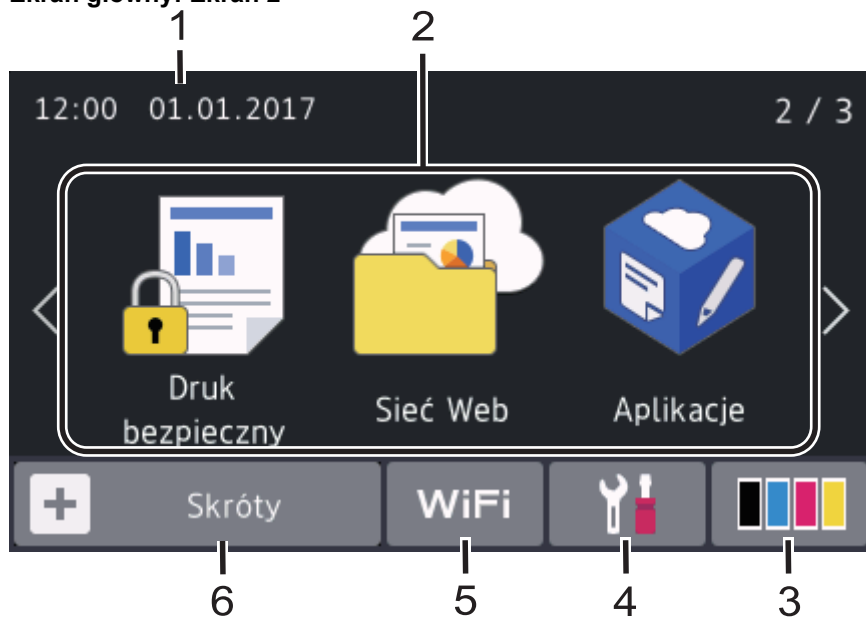 Ekran główny: Ekran 2
1 2
12:00 01.01.2017 2 / 3
Druk
bezpieczny
Sieć Web
Aplikacje
Skróty WiFi
6 5 4 3